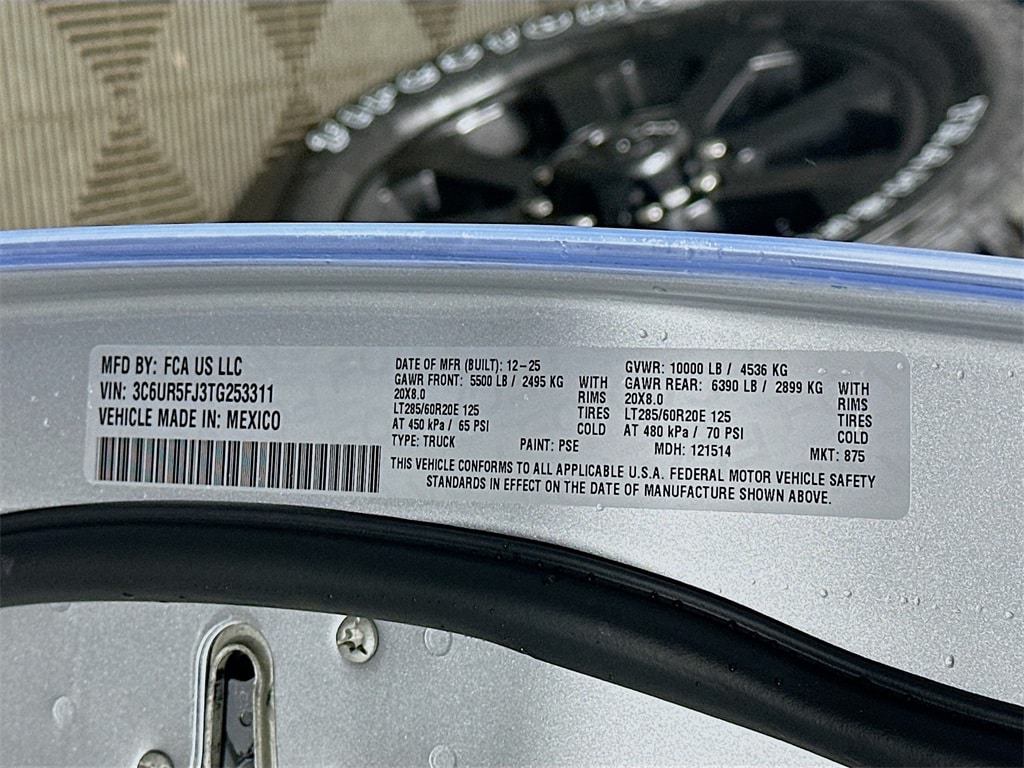 MFD BY: FCA US LLC
VIN: 3C6UR5FJ3TG253311
VEHICLE MADE IN: MEXICO
DATE OF MFR (BUILT): 12-25
GAWR FRONT: 5500 LB / 2495 KG WITH
20X8.0 RIMS
LT285/60R20E 125 TIRES
AT 450 kPa / 65 PSI COLD
TYPE: TRUCK PAINT: PSE
GVWR: 10000 LB / 4536 KG
GAWR REAR: 6390 LB / 2899 KG WITH
20X8.0 RIMS
LT285/60R20E 125 TIRES
AT 480 kPa / 70 PSI COLD
MDH: 121514 MKT: 875
THIS VEHICLE CONFORMS TO ALL APPLICABLE U.S.A. FEDERAL MOTOR VEHICLE SAFETY
STANDARDS IN EFFECT ON THE DATE OF MANUFACTURE SHOWN ABOVE.